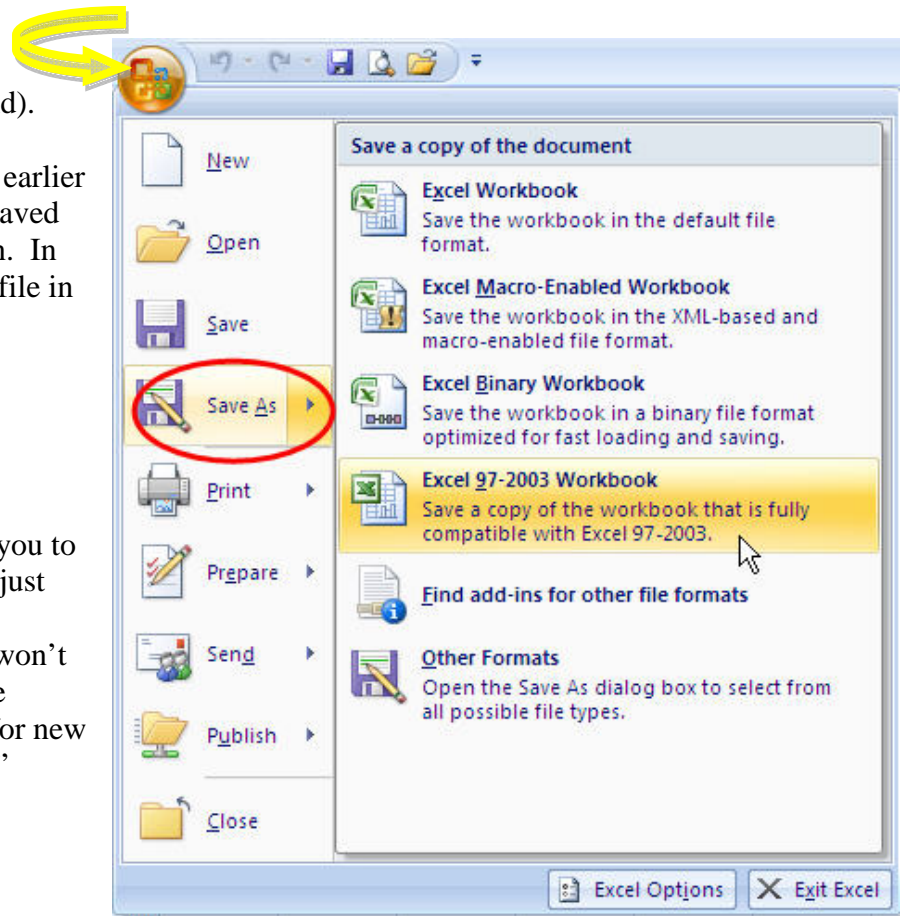 d).
earlier
aved
n. In
file in
you to
just
won't
e
or new
,
New
Open
Save
Save As
Print
Prepare
Send
Publish
Close
Save a copy of the document
Excel Workbook
Save the workbook in the default file
format.
Excel Macro-Enabled Workbook
Save the workbook in the XML-based and
macro-enabled file format.
Excel Binary Workbook
Save the workbook in a binary file format
optimized for fast loading and saving.
Excel 97-2003 Workbook
Save a copy of the workbook that is fully
compatible with Excel 97-2003.
Find add-ins for other file formats
Other Formats
Open the Save As dialog box to select from
all possible file types.
Excel Options
Exit Excel